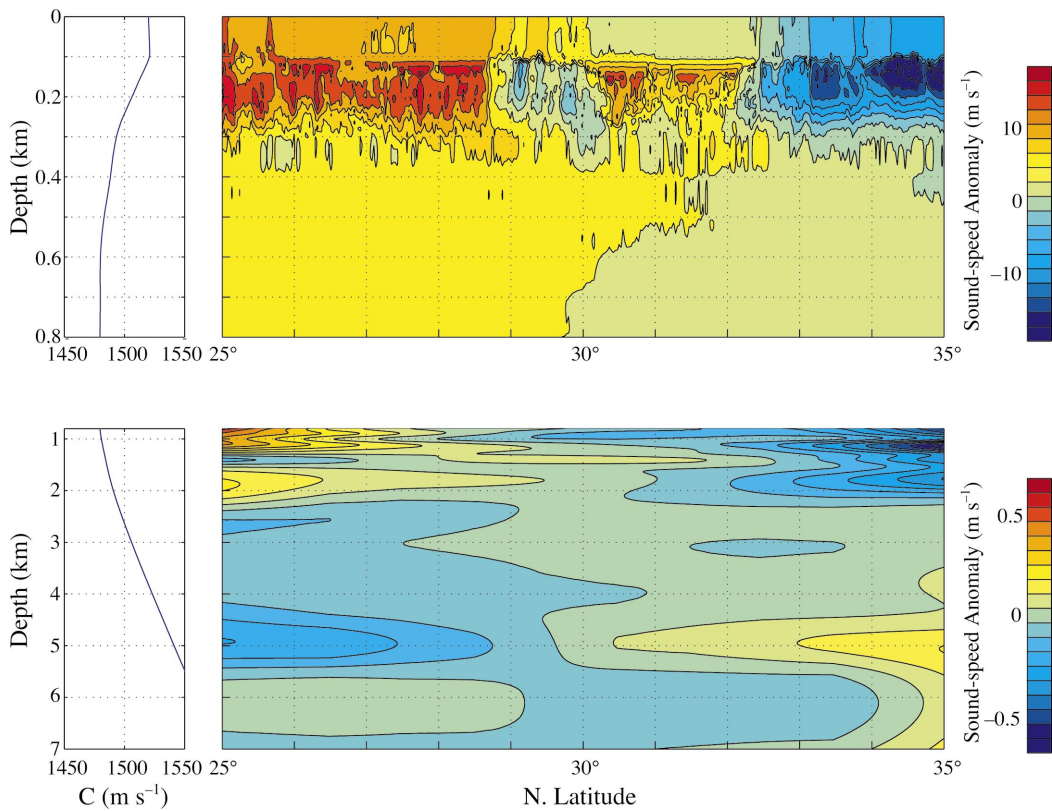 0
0.2
0.4
0.6
0.8
Depth (km)
1450 1500 1550
25° 30° 35°
10
0
−10
Sound-speed Anomaly (m s⁻¹)
1
2
3
4
5
6
7
Depth (km)
1450 1500 1550
C (m s⁻¹)
25° 30° 35°
N. Latitude
0.5
0
−0.5
Sound-speed Anomaly (m s⁻¹)